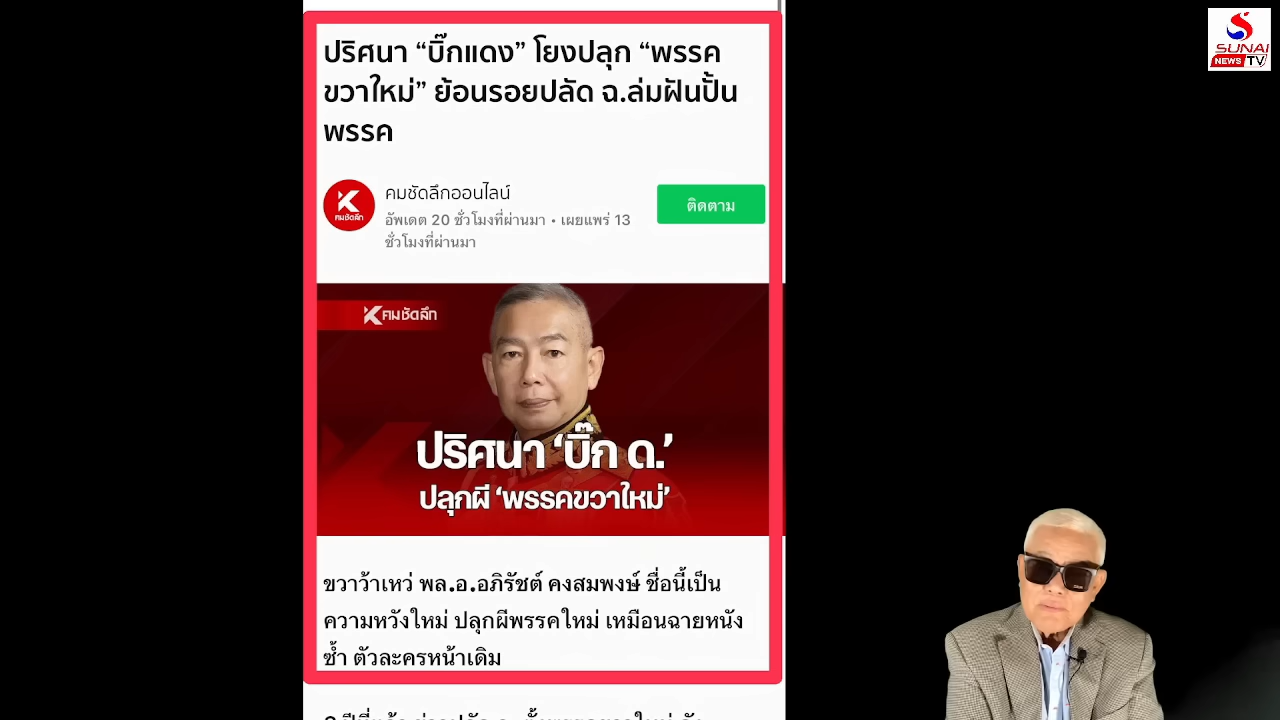 ปริศนา “บิ๊กแดง” โยงปลุก “พรรค
ขวาใหม่” ย้อนรอยปลัด ฉ.ล่มฝันปั้น
พรรค
คมชัดลึก
คมชัดลึกออนไลน์
อัพเดต 20 ชั่วโมงที่ผ่านมา • เผยแพร่ 13
ชั่วโมงที่ผ่านมา
ติดตาม
คมชัดลึก
ปริศนา ‘บิ๊ก ด.’
ปลุกผี ‘พรรคขวาใหม่’
ขวาว้าเหว่ พล.อ.อภิรัชต์ คงสมพงษ์ ชื่อนี้เป็น
ความหวังใหม่ ปลุกผีพรรคใหม่ เหมือนฉายหนัง
ซ้ำ ตัวละครหน้าเดิม
SUNAI
NEWS TV